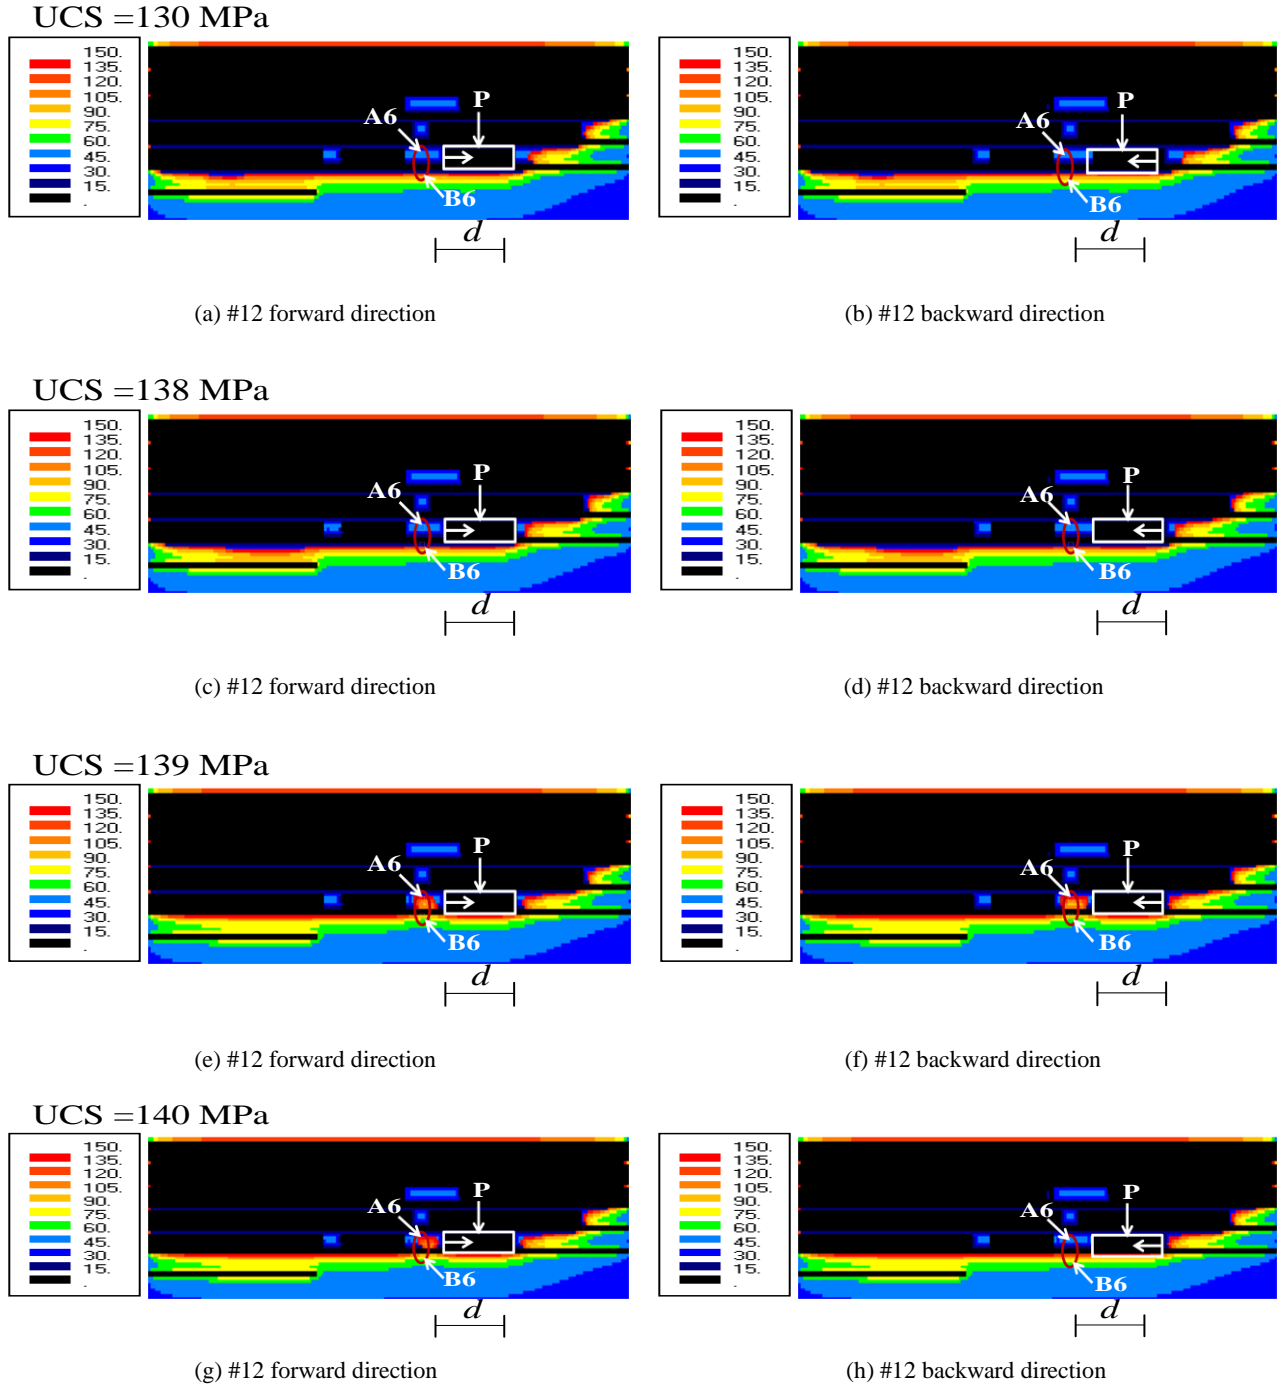 UCS =130 MPa
150.
135.
120.
105.
90.
75.
60.
45.
30.
15.
.
A6
P
B6
d
150.
135.
120.
105.
90.
75.
60.
45.
30.
15.
.
A6
P
B6
d
(a) #12 forward direction
(b) #12 backward direction
UCS =138 MPa
150.
135.
120.
105.
90.
75.
60.
45.
30.
15.
.
A6
P
B6
d
150.
135.
120.
105.
90.
75.
60.
45.
30.
15.
.
A6
P
B6
d
(c) #12 forward direction
(d) #12 backward direction
UCS =139 MPa
150.
135.
120.
105.
90.
75.
60.
45.
30.
15.
.
A6
P
B6
d
150.
135.
120.
105.
90.
75.
60.
45.
30.
15.
.
A6
P
B6
d
(e) #12 forward direction
(f) #12 backward direction
UCS =140 MPa
150.
135.
120.
105.
90.
75.
60.
45.
30.
15.
.
A6
P
B6
d
150.
135.
120.
105.
90.
75.
60.
45.
30.
15.
.
A6
P
B6
d
(g) #12 forward direction
(h) #12 backward direction